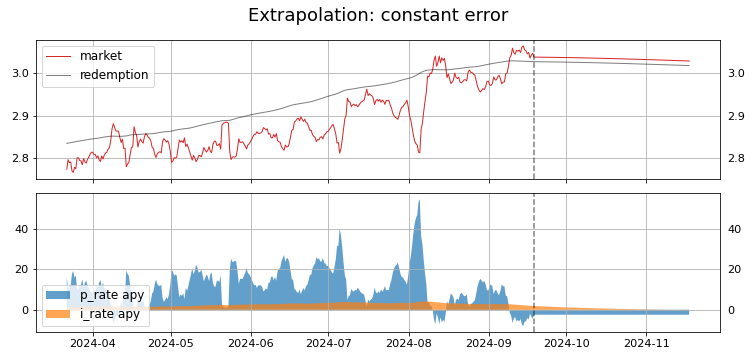 Extrapolation: constant error
market
redemption
3.0
2.9
2.8
3.0
2.9
2.8
40
20
0
40
20
0
p_rate apy
i_rate apy
2024-04 2024-05 2024-06 2024-07 2024-08 2024-09 2024-10 2024-11